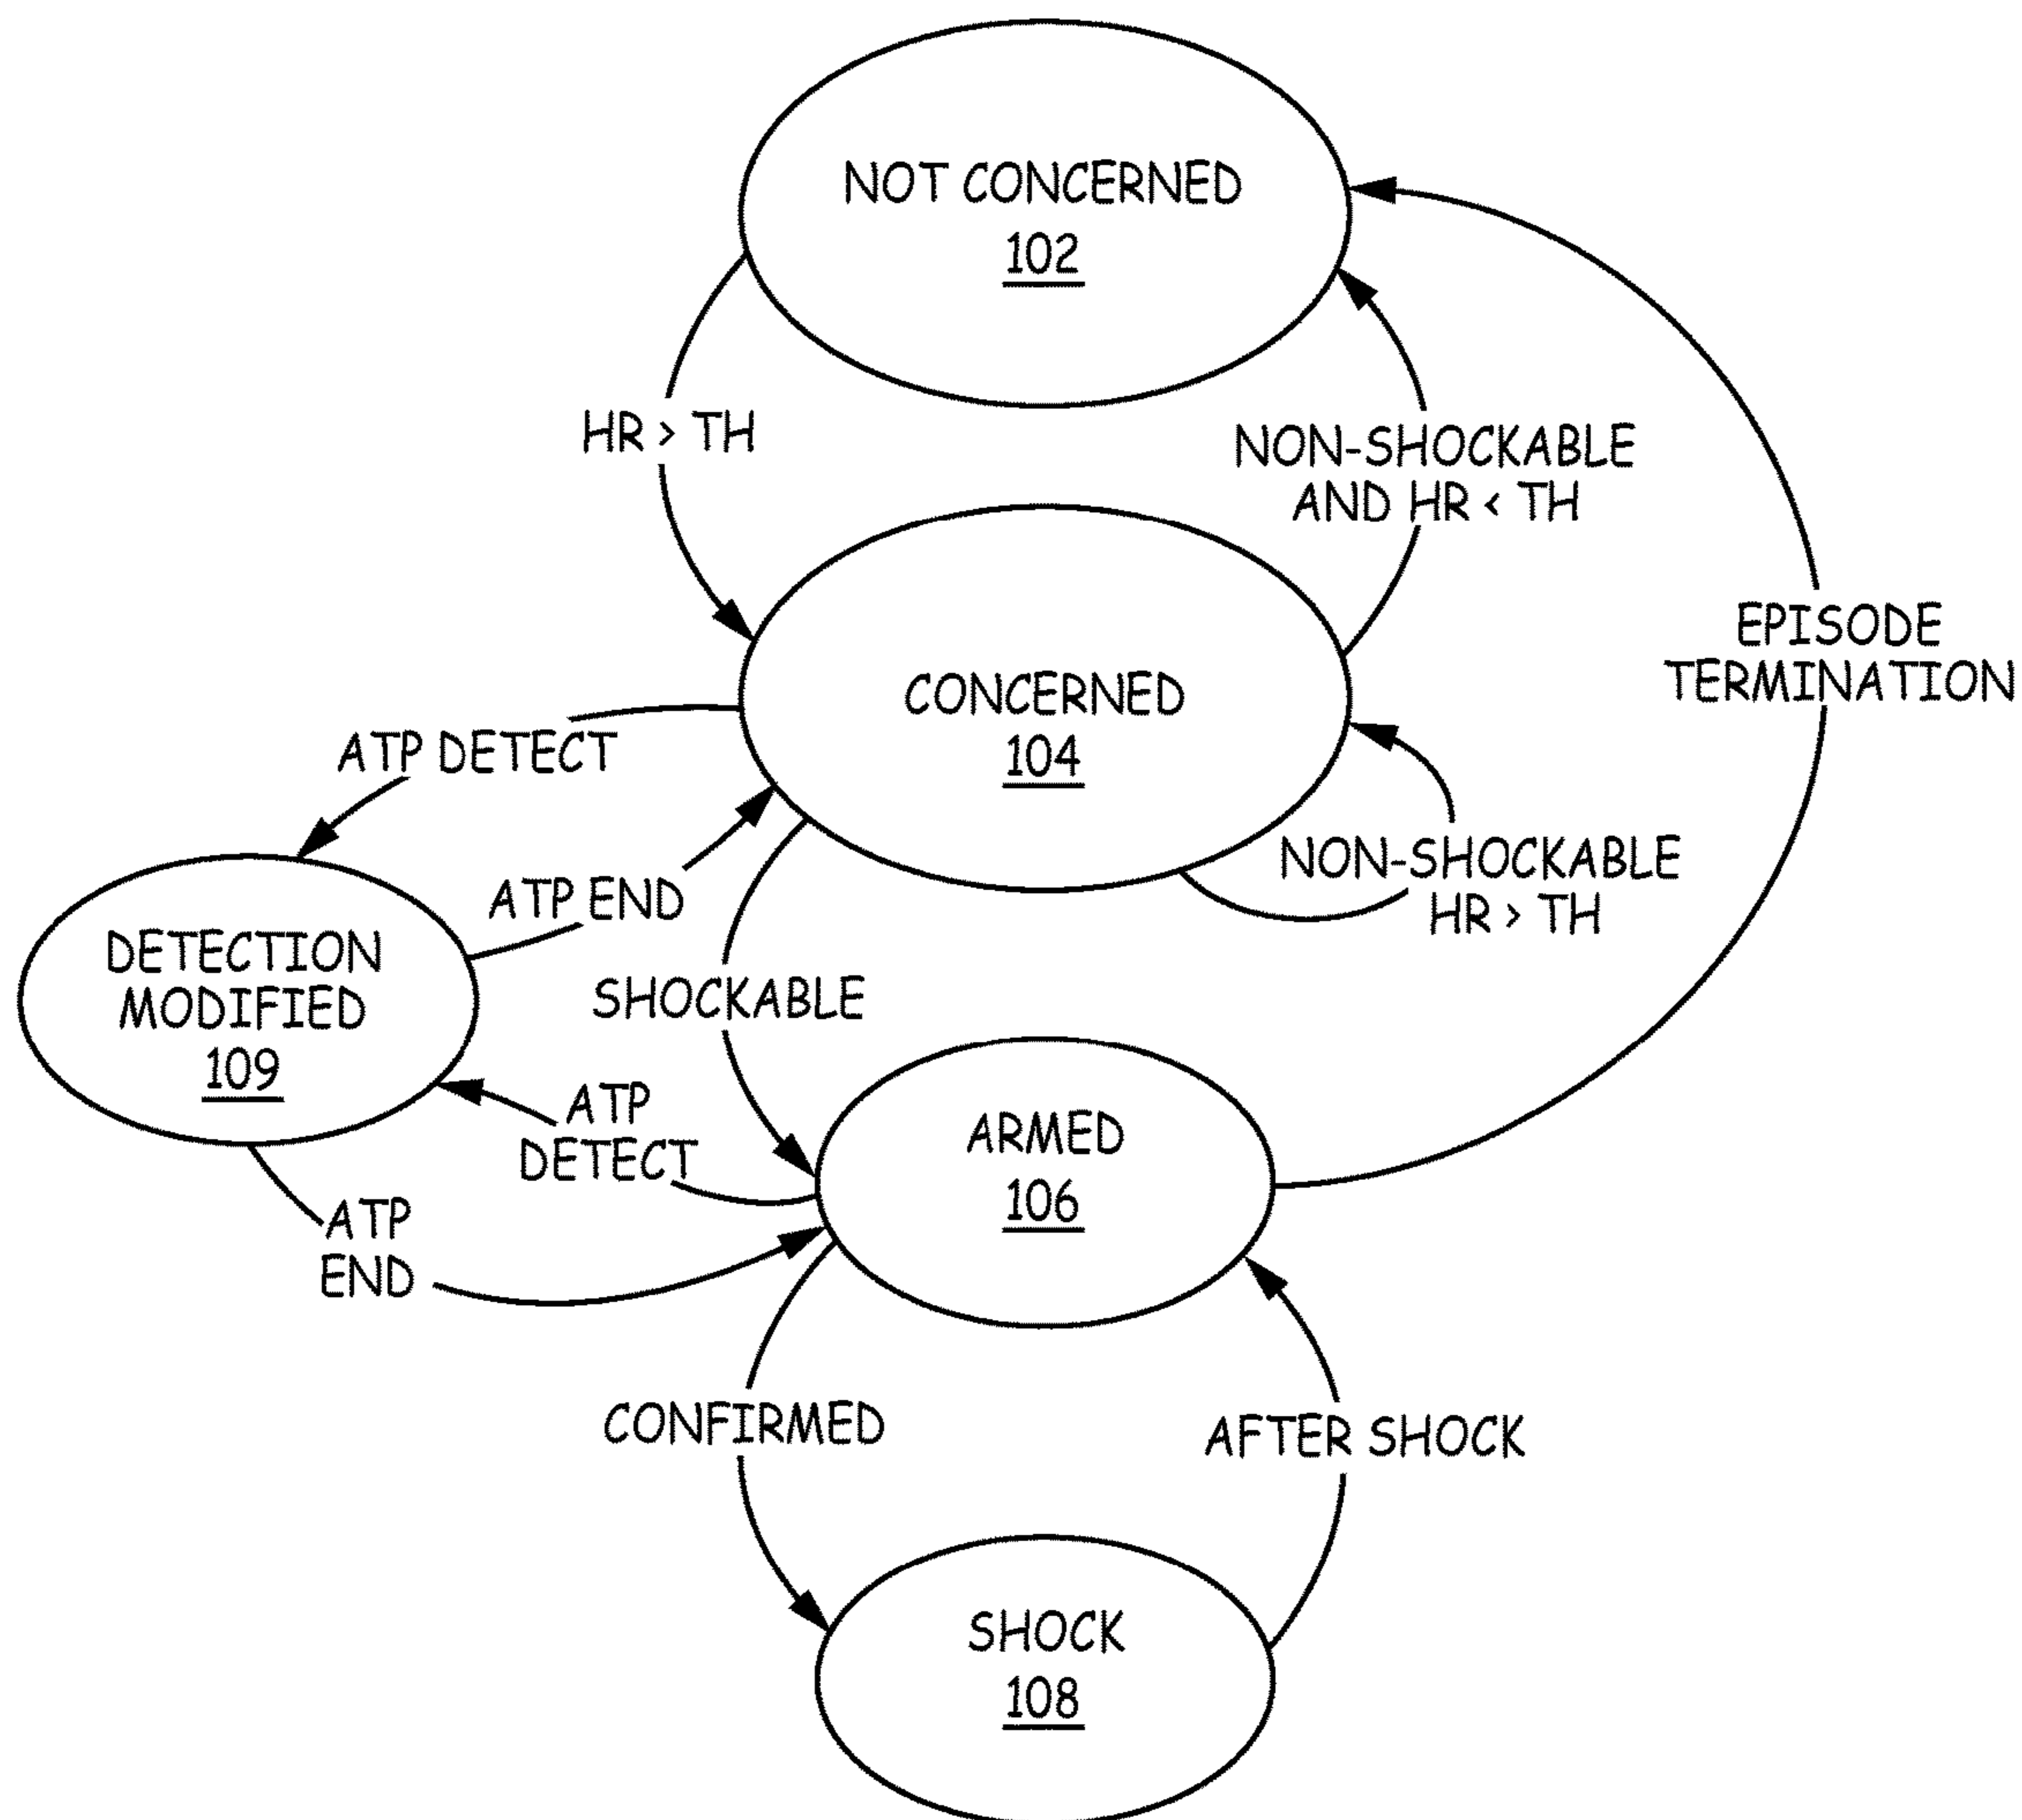 NOT CONCERNED
102
HR > TH
NON-SHOCKABLE
AND HR < TH
EPISODE
TERMINATION
CONCERNED
104
ATP DETECT
NON-SHOCKABLE
HR > TH
ATP END
DETECTION
MODIFIED
109
SHOCKABLE
ATP
DETECT
ARMED
106
ATP
END
CONFIRMED
AFTER SHOCK
SHOCK
108